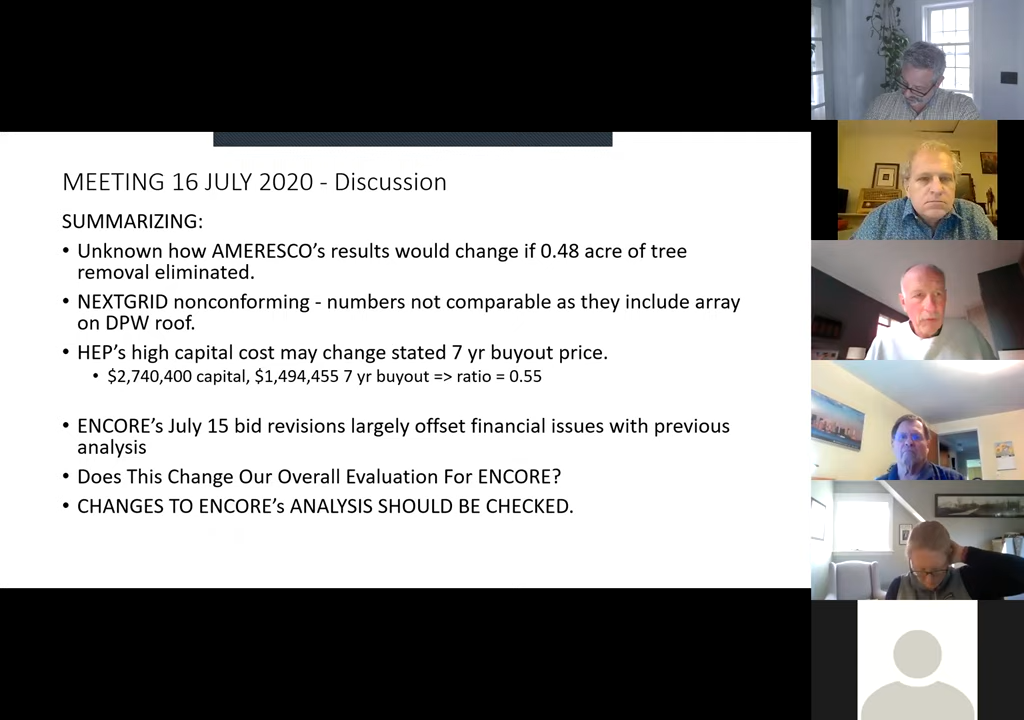 MEETING 16 JULY 2020 - Discussion
SUMMARIZING:
• Unknown how AMERESCO's results would change if 0.48 acre of tree
removal eliminated.
• NEXTGRID nonconforming - numbers not comparable as they include array
on DPW roof.
• HEP's high capital cost may change stated 7 yr buyout price.
• $2,740,400 capital, $1,494,455 7 yr buyout => ratio = 0.55
• ENCORE's July 15 bid revisions largely offset financial issues with previous
analysis
• Does This Change Our Overall Evaluation For ENCORE?
• CHANGES TO ENCORE's ANALYSIS SHOULD BE CHECKED.